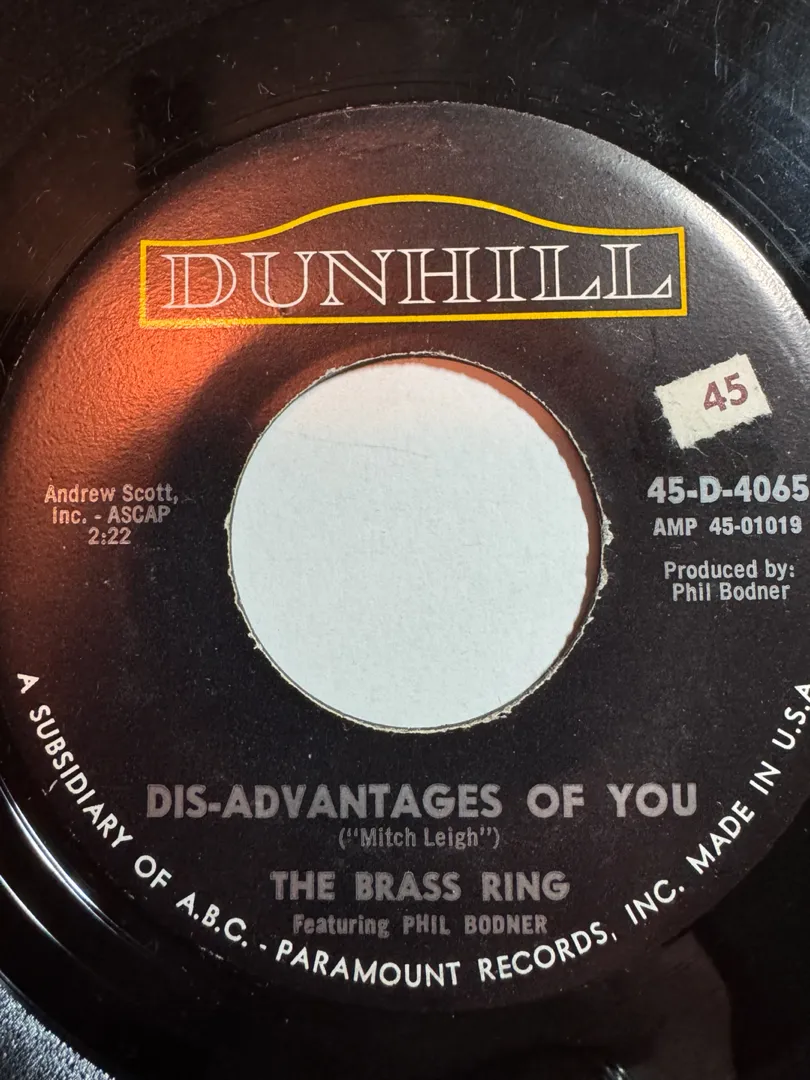 DUNHILL
45
Andrew Scott,
Inc. - ASCAP
2:22
45-D-4065
AMP 45-01019
Produced by:
Phil Bodner
DIS-ADVANTAGES OF YOU
("Mitch Leigh")
THE BRASS RING
Featuring PHIL BODNER
A SUBSIDIARY OF A.B.C. - PARAMOUNT RECORDS, INC. MADE IN U.S.A